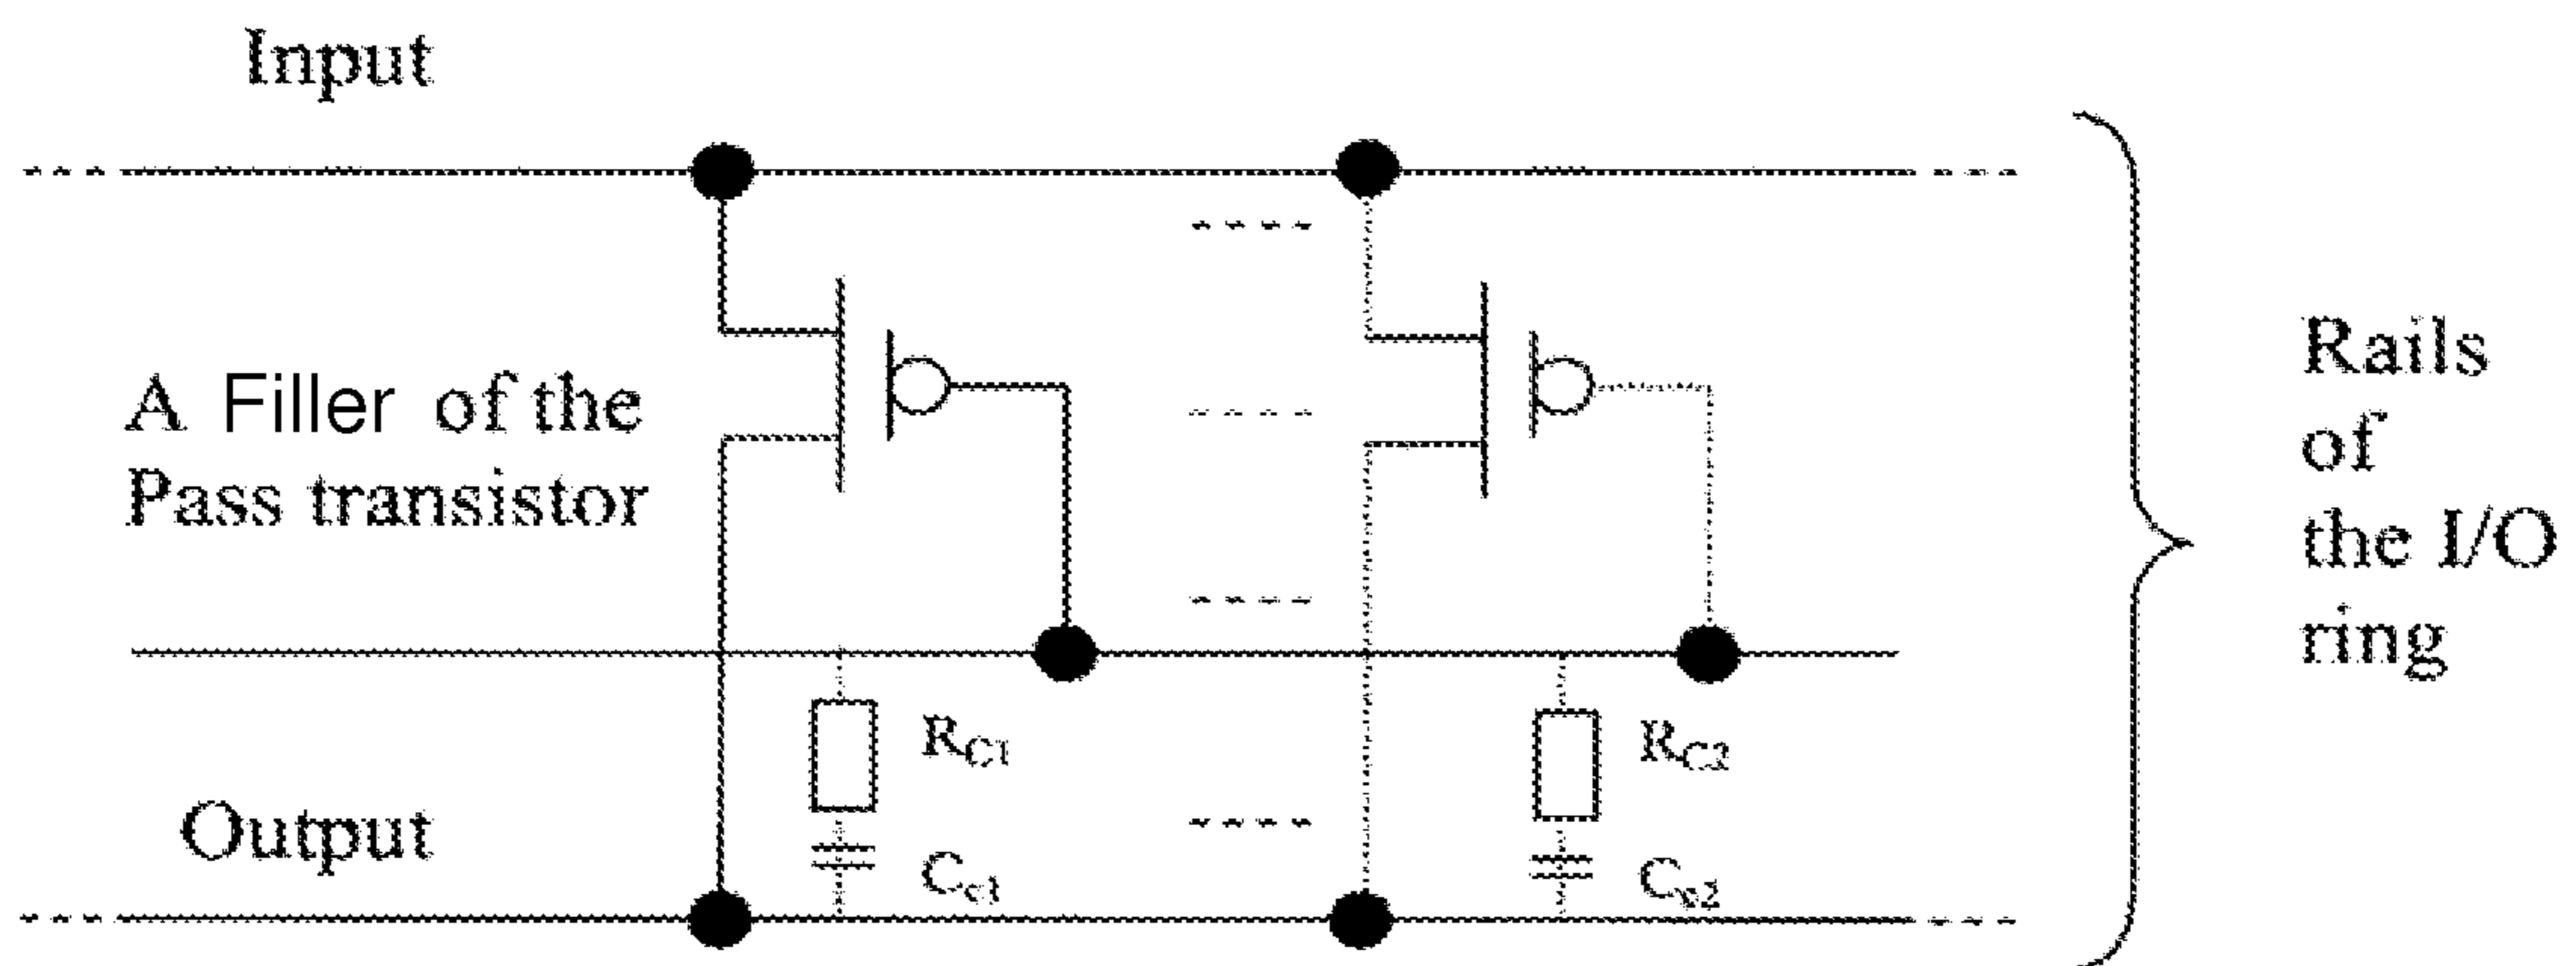 Input
A Filler of the
Pass transistor
Output
R_C1
C_c1
R_C2
C_c2
Rails
of
the I/O
ring